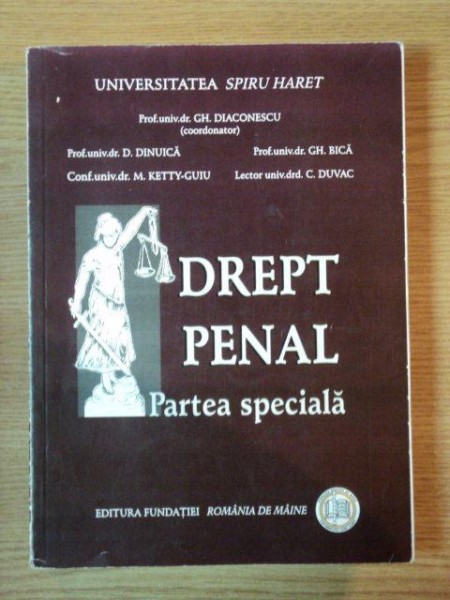 UNIVERSITATEA SPIRU HARET
Prof.univ.dr. GH. DIACONESCU
(coordonator)
Prof.univ.dr. D. DINUICĂ Prof.univ.dr. GH. BICĂ
Conf.univ.dr. M. KETTY-GUIU Lector univ.drd. C. DUVAC
DREPT
PENAL
Partea specială
EDITURA FUNDAȚIEI ROMÂNIA DE MÂINE